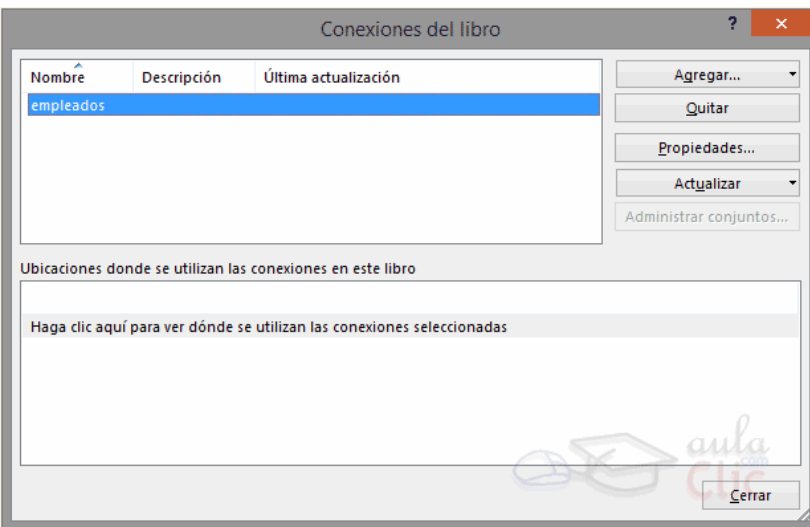 Conexiones del libro
?
Nombre Descripción Última actualización
empleados
Agregar...
Quitar
Propiedades...
Actualizar
Administrar conjuntos...
Ubicaciones donde se utilizan las conexiones en este libro
Haga clic aquí para ver dónde se utilizan las conexiones seleccionadas
aula
.com
Clic
Cerrar